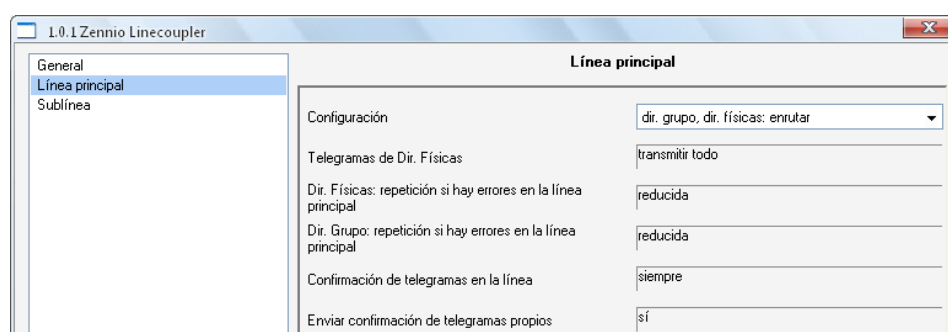 1.0.1 Zennio Linecoupler
General
Línea principal
Sublínea
Línea principal
Configuración
dir. grupo, dir. físicas: enrutar
Telegramas de Dir. Físicas
transmitir todo
Dir. Físicas: repetición si hay errores en la línea
principal
reducida
Dir. Grupo: repetición si hay errores en la línea
principal
reducida
Confirmación de telegramas en la línea
siempre
Enviar confirmación de telegramas propios
sí